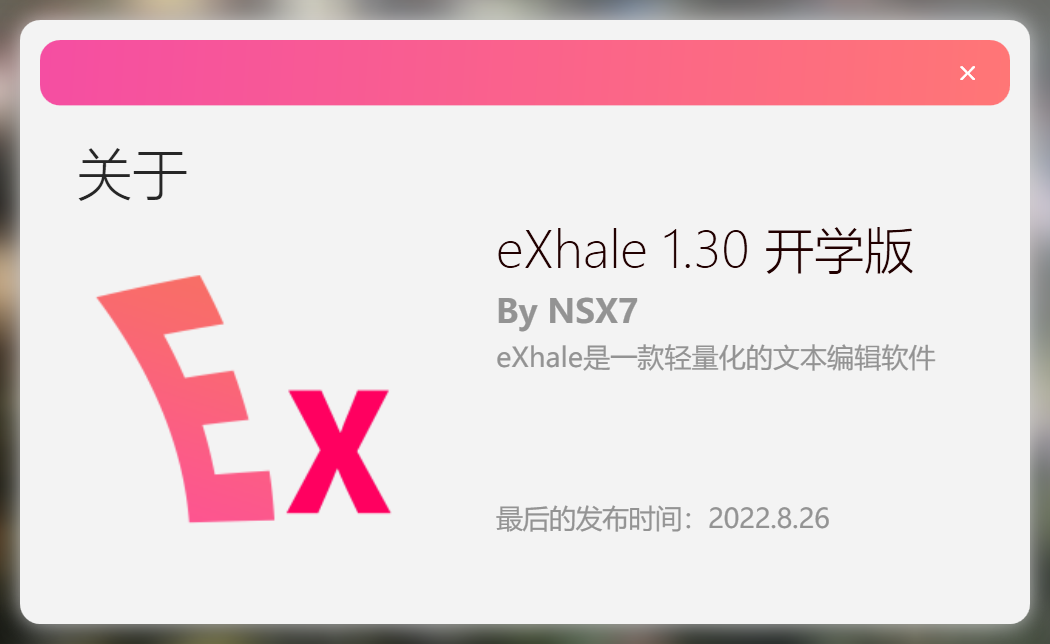 关于
eXhale 1.30 开学版
By NSX7
eXhale是一款轻量化的文本编辑软件
Ex
最后的发布时间：2022.8.26